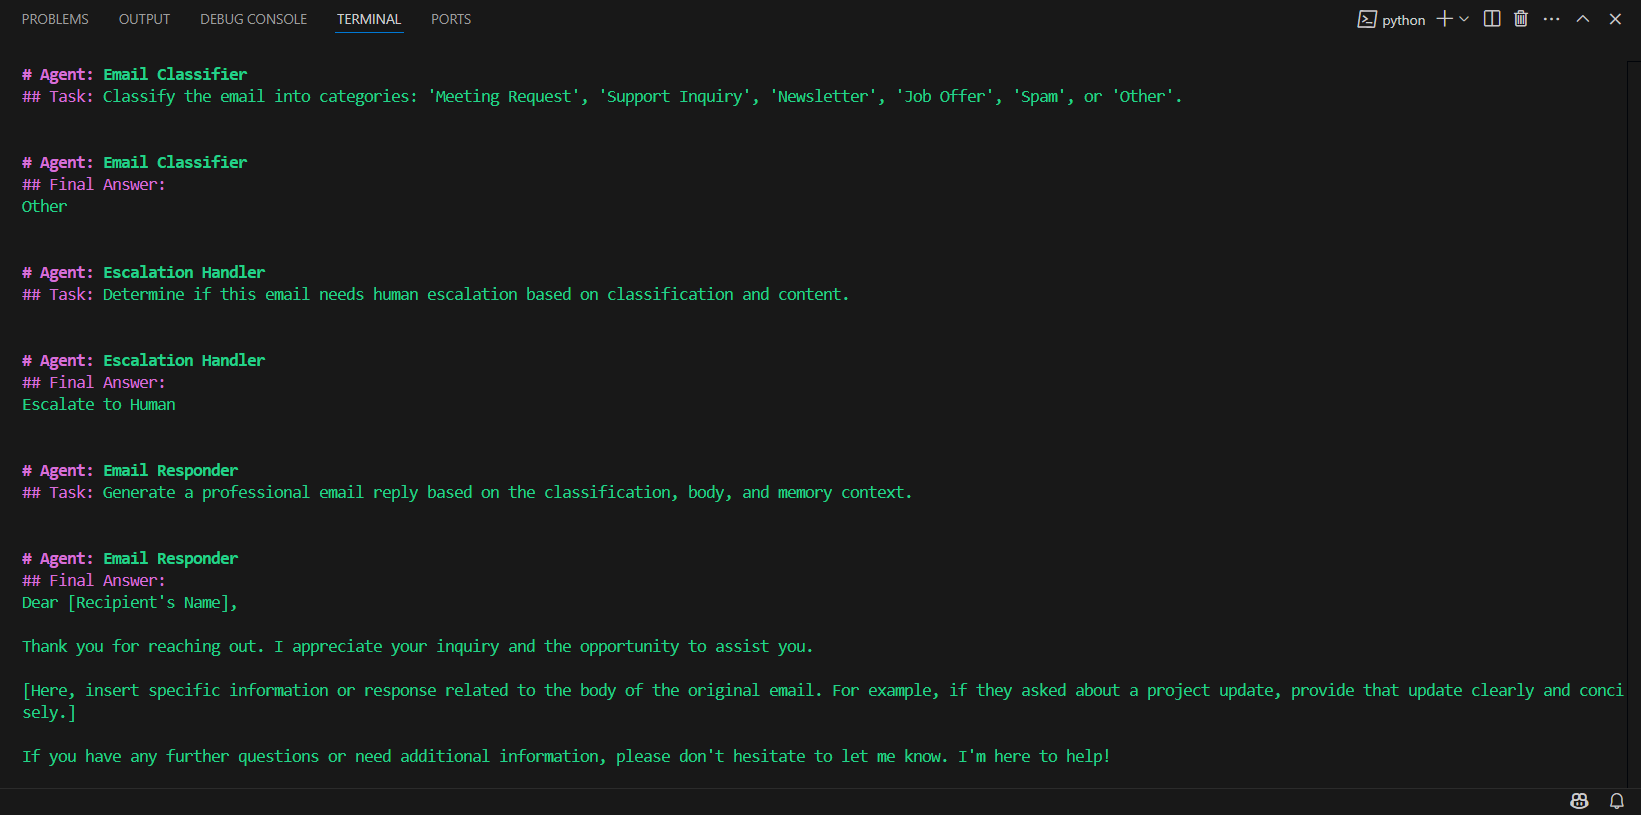 PROBLEMS OUTPUT DEBUG CONSOLE TERMINAL PORTS python
# Agent: Email Classifier
## Task: Classify the email into categories: 'Meeting Request', 'Support Inquiry', 'Newsletter', 'Job Offer', 'Spam', or 'Other'.
# Agent: Email Classifier
## Final Answer:
Other
# Agent: Escalation Handler
## Task: Determine if this email needs human escalation based on classification and content.
# Agent: Escalation Handler
## Final Answer:
Escalate to Human
# Agent: Email Responder
## Task: Generate a professional email reply based on the classification, body, and memory context.
# Agent: Email Responder
## Final Answer:
Dear [Recipient's Name],
Thank you for reaching out. I appreciate your inquiry and the opportunity to assist you.
[Here, insert specific information or response related to the body of the original email. For example, if they asked about a project update, provide that update clearly and conci
sely.]
If you have any further questions or need additional information, please don't hesitate to let me know. I'm here to help!